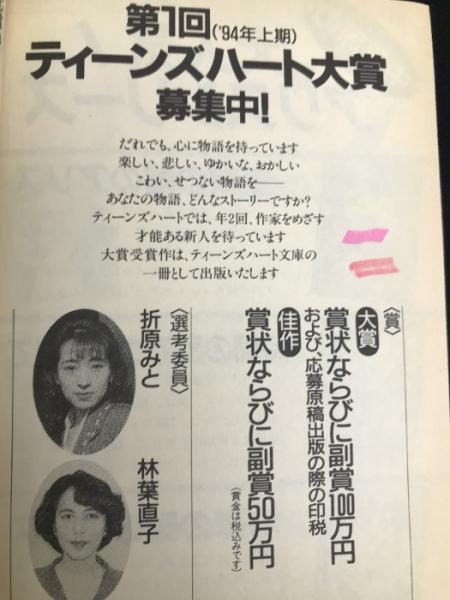 第1回('94年上期)
ティーンズハート大賞
募集中!
だれでも、心に物語を持っています
楽しい、悲しい、ゆかいな、おかしい
こわい、せつない物語を——
あなたの物語、どんなストーリーですか?
ティーンズハートでは、年2回、作家をめざす
才能ある新人を待っています
大賞受賞作は、ティーンズハート文庫の
一冊として出版いたします
〈賞〉
大賞
賞状ならびに副賞100万円
および、応募原稿出版の際の印税
佳作
賞状ならびに副賞50万円
(賞金は税込みです)
〈選考委員〉
折原みと
林葉直子